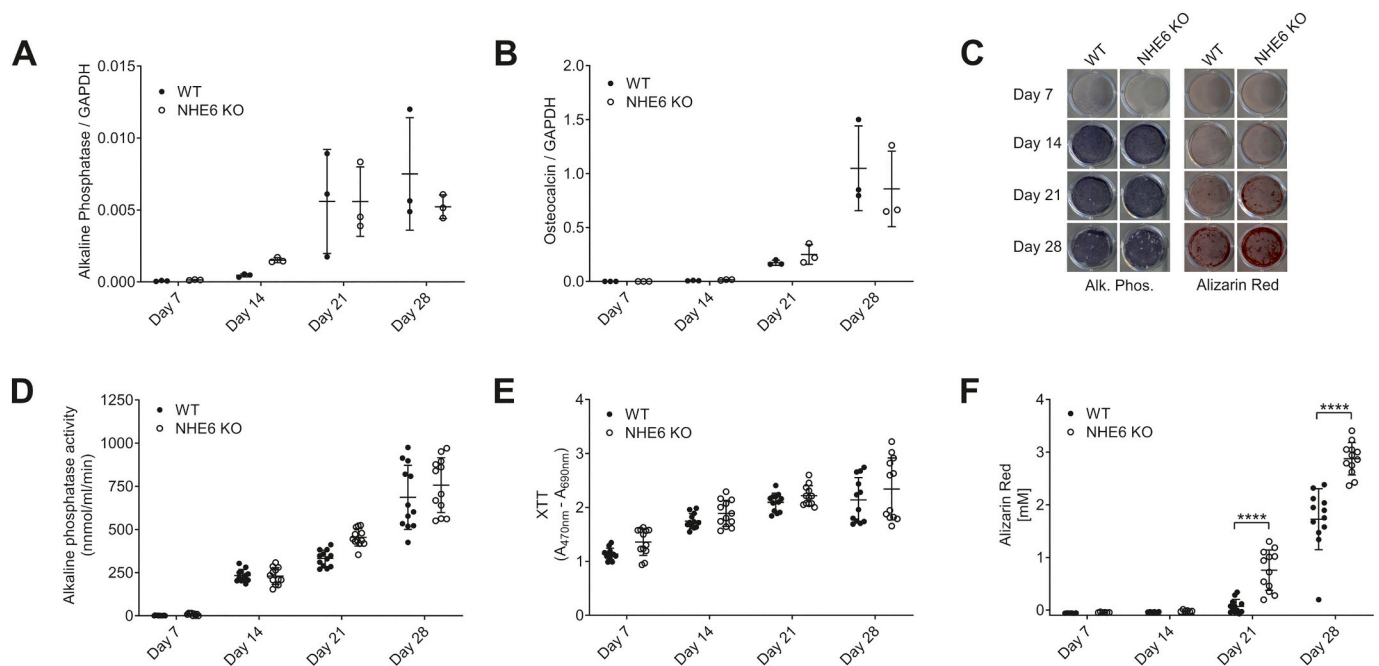 A
Alkaline Phosphatase / GAPDH
0.015
0.010
0.005
0.000
WT
NHE6 KO
Day 7
Day 14
Day 21
Day 28
B
Osteocalcin / GAPDH
2.0
1.5
1.0
0.5
0.0
WT
NHE6 KO
Day 7
Day 14
Day 21
Day 28
C
WT
NHE6 KO
WT
NHE6 KO
Day 7
Day 14
Day 21
Day 28
Alk. Phos.
Alizarin Red
D
Alkaline phosphatase activity
(nnmol/ml/min)
1250
1000
750
500
250
0
WT
NHE6 KO
Day 7
Day 14
Day 21
Day 28
E
XTT
(A470nm - A690nm)
4
3
2
1
0
WT
NHE6 KO
Day 7
Day 14
Day 21
Day 28
F
Alizarin Red
[mM]
4
3
2
1
0
WT
NHE6 KO
****
****
Day 7
Day 14
Day 21
Day 28